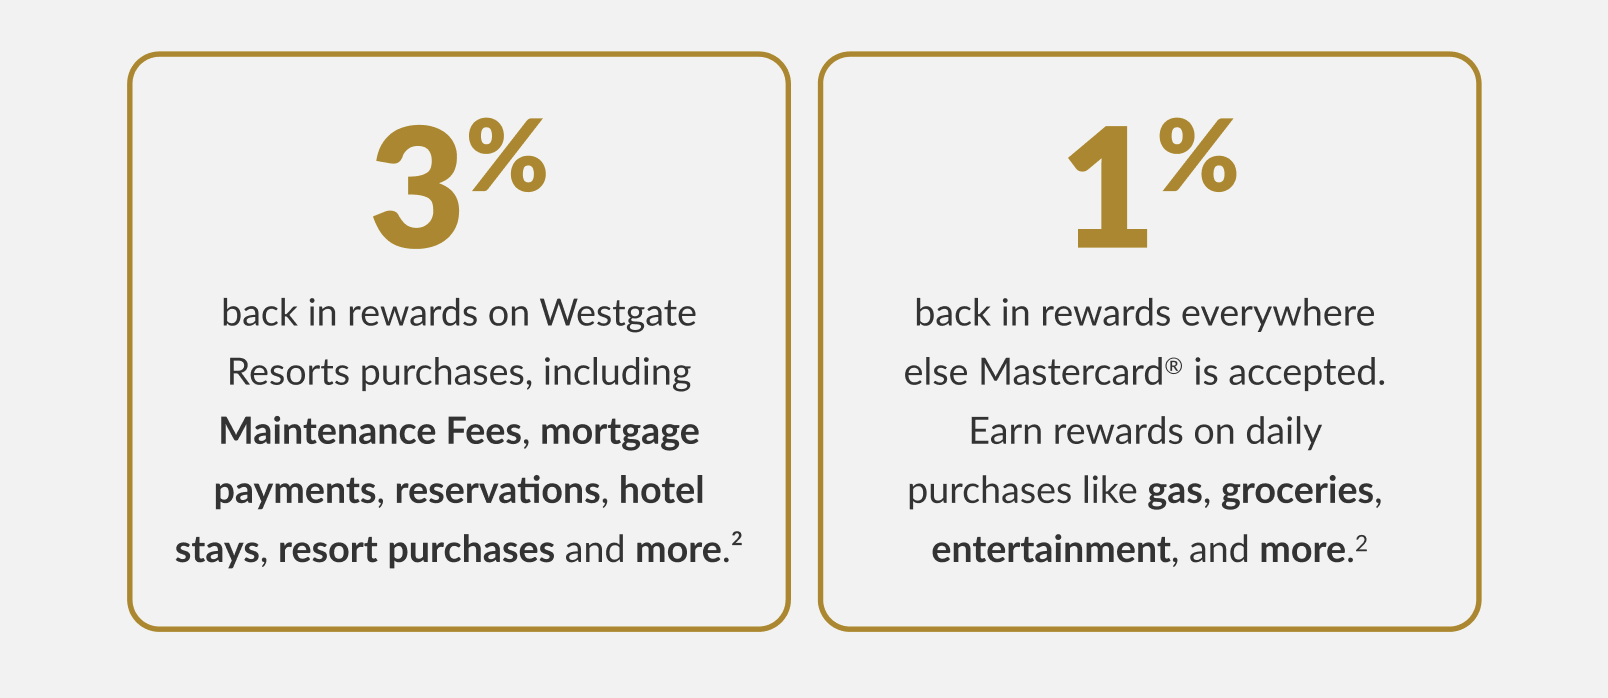 3%
back in rewards on Westgate
Resorts purchases, including
Maintenance Fees, mortgage
payments, reservations, hotel
stays, resort purchases and more.²
1%
back in rewards everywhere
else Mastercard® is accepted.
Earn rewards on daily
purchases like gas, groceries,
entertainment, and more.²